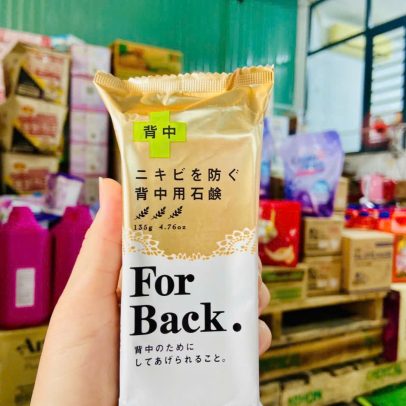 背中
ニキビを防ぐ
背中用石鹸
135g 4.76oz
For
Back.
背中のために
してあげられること。